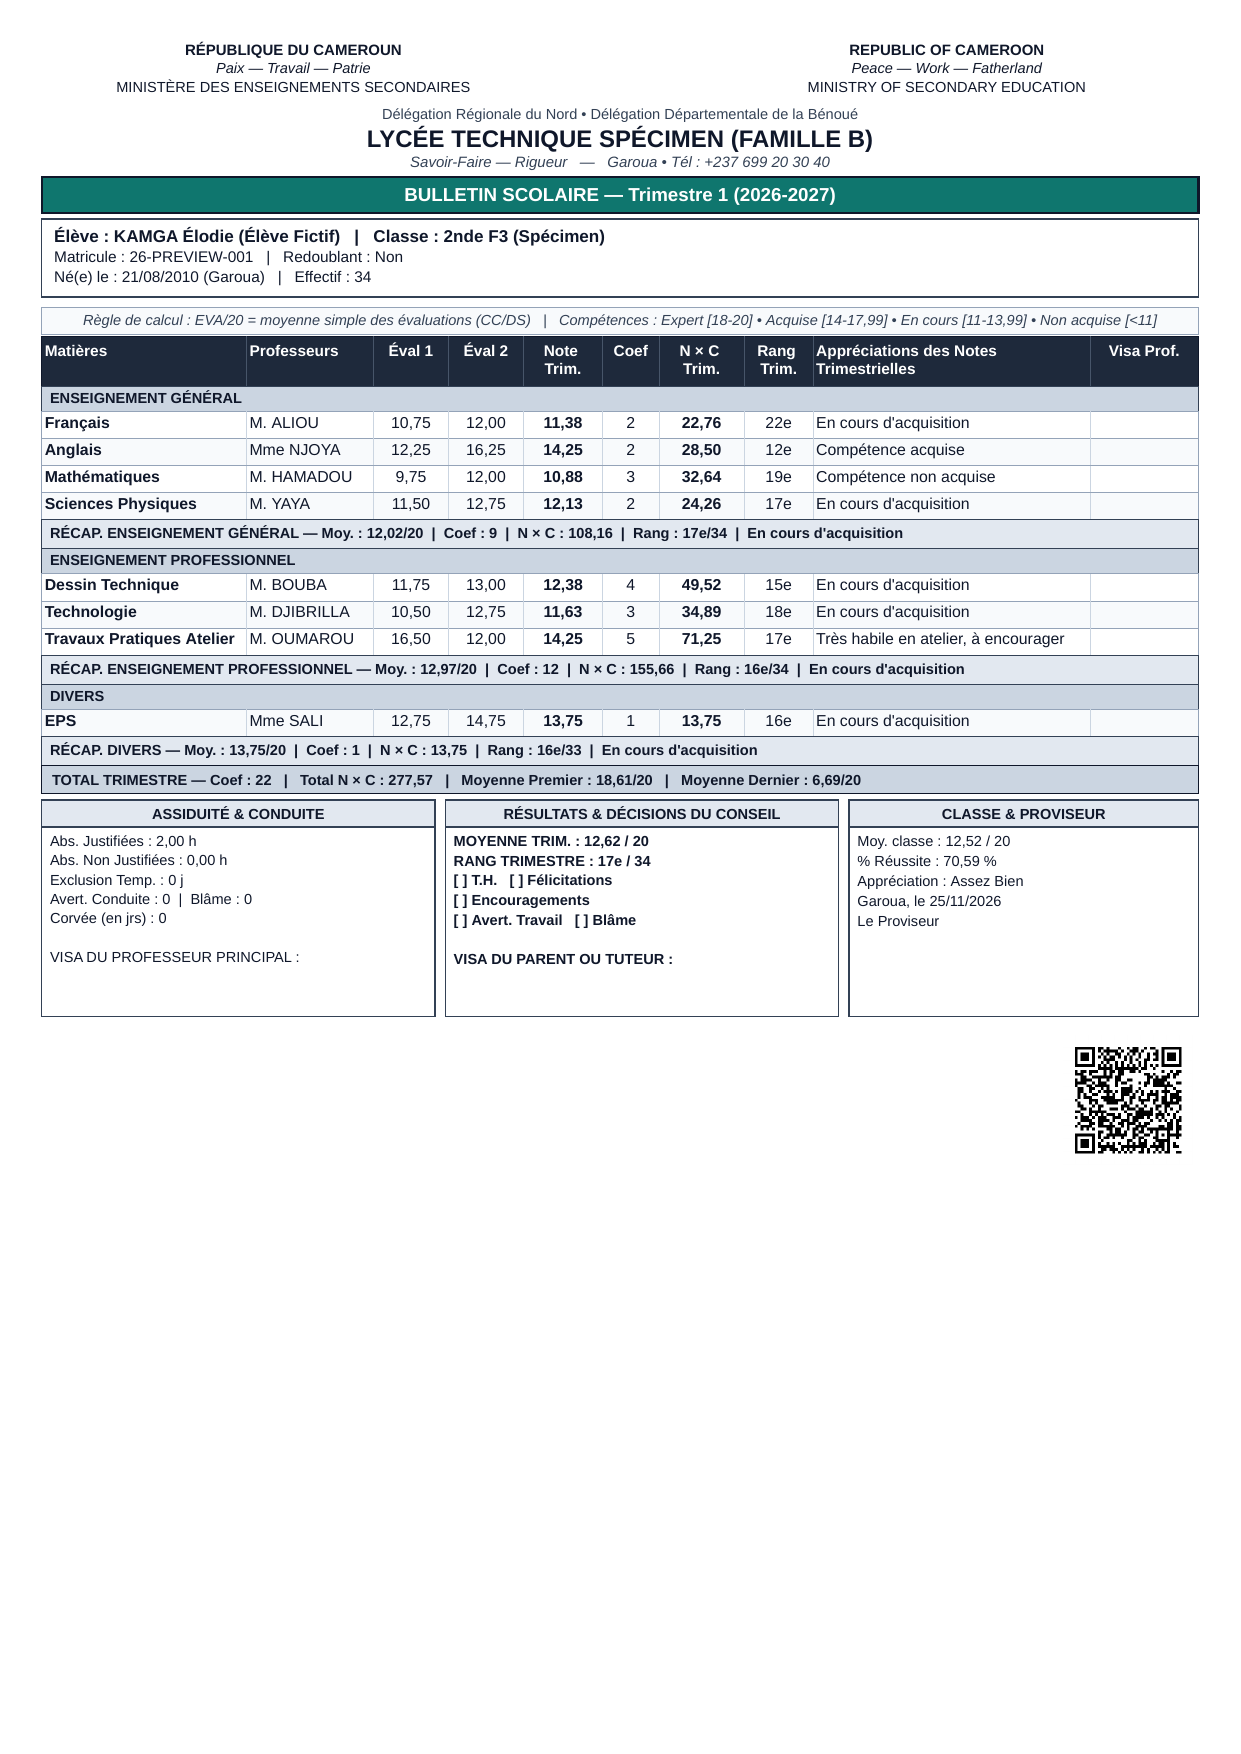 RÉPUBLIQUE DU CAMEROUN
Paix — Travail — Patrie
MINISTÈRE DES ENSEIGNEMENTS SECONDAIRES
REPUBLIC OF CAMEROON
Peace — Work — Fatherland
MINISTRY OF SECONDARY EDUCATION
Délégation Régionale du Nord • Délégation Départementale de la Bénoué
LYCÉE TECHNIQUE SPÉCIMEN (FAMILLE B)
Savoir-Faire — Rigueur — Garoua • Tél : +237 699 20 30 40
BULLETIN SCOLAIRE — Trimestre 1 (2026-2027)
Élève : KAMGA Élodie (Élève Fictif) | Classe : 2nde F3 (Spécimen)
Matricule : 26-PREVIEW-001 | Redoublant : Non
Né(e) le : 21/08/2010 (Garoua) | Effectif : 34
Règle de calcul : EVA/20 = moyenne simple des évaluations (CC/DS) | Compétences : Expert [18-20] • Acquise [14-17,99] • En cours [11-13,99] • Non acquise [<11]
Matières Professeurs Éval 1 Éval 2 Note Trim. Coef N × C Trim. Rang Trim. Appréciations des Notes Trimestrielles Visa Prof.
ENSEIGNEMENT GÉNÉRAL
Français M. ALIOU 10,75 12,00 11,38 2 22,76 22e En cours d'acquisition
Anglais Mme NJOYA 12,25 16,25 14,25 2 28,50 12e Compétence acquise
Mathématiques M. HAMADOU 9,75 12,00 10,88 3 32,64 19e Compétence non acquise
Sciences Physiques M. YAYA 11,50 12,75 12,13 2 24,26 17e En cours d'acquisition
RÉCAP. ENSEIGNEMENT GÉNÉRAL — Moy. : 12,02/20 | Coef : 9 | N × C : 108,16 | Rang : 17e/34 | En cours d'acquisition
ENSEIGNEMENT PROFESSIONNEL
Dessin Technique M. BOUBA 11,75 13,00 12,38 4 49,52 15e En cours d'acquisition
Technologie M. DJIBRILLA 10,50 12,75 11,63 3 34,89 18e En cours d'acquisition
Travaux Pratiques Atelier M. OUMAROU 16,50 12,00 14,25 5 71,25 17e Très habile en atelier, à encourager
RÉCAP. ENSEIGNEMENT PROFESSIONNEL — Moy. : 12,97/20 | Coef : 12 | N × C : 155,66 | Rang : 16e/34 | En cours d'acquisition
DIVERS
EPS Mme SALI 12,75 14,75 13,75 1 13,75 16e En cours d'acquisition
RÉCAP. DIVERS — Moy. : 13,75/20 | Coef : 1 | N × C : 13,75 | Rang : 16e/33 | En cours d'acquisition
TOTAL TRIMESTRE — Coef : 22 | Total N × C : 277,57 | Moyenne Premier : 18,61/20 | Moyenne Dernier : 6,69/20
ASSIDUITÉ & CONDUITE
Abs. Justifiées : 2,00 h
Abs. Non Justifiées : 0,00 h
Exclusion Temp. : 0 j
Avert. Conduite : 0 | Blâme : 0
Corvée (en jrs) : 0
VISA DU PROFESSEUR PRINCIPAL :
RÉSULTATS & DÉCISIONS DU CONSEIL
MOYENNE TRIM. : 12,62 / 20
RANG TRIMESTRE : 17e / 34
[ ] T.H. [ ] Félicitations
[ ] Encouragements
[ ] Avert. Travail [ ] Blâme
VISA DU PARENT OU TUTEUR :
CLASSE & PROVISEUR
Moy. classe : 12,52 / 20
% Réussite : 70,59 %
Appréciation : Assez Bien
Garoua, le 25/11/2026
Le Proviseur